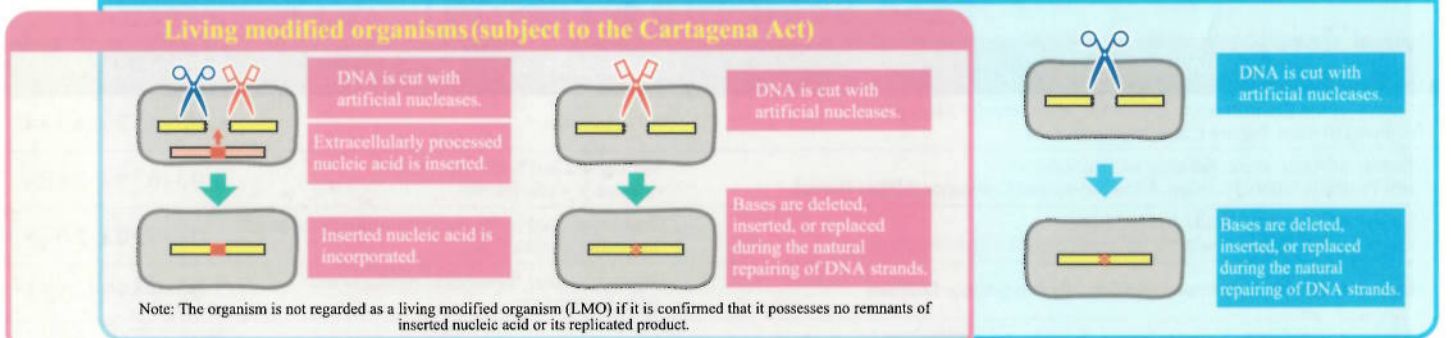 Living modified organisms (subject to the Cartagena Act)
DNA is cut with
artificial nucleases.
Extracellularly processed
nucleic acid is inserted.
Inserted nucleic acid is
incorporated.
DNA is cut with
artificial nucleases.
Bases are deleted,
inserted, or replaced
during the natural
repairing of DNA strands.
Note: The organism is not regarded as a living modified organism (LMO) if it is confirmed that it possesses no remnants of
inserted nucleic acid or its replicated product.
DNA is cut with
artificial nucleases.
Bases are deleted,
inserted, or replaced
during the natural
repairing of DNA strands.